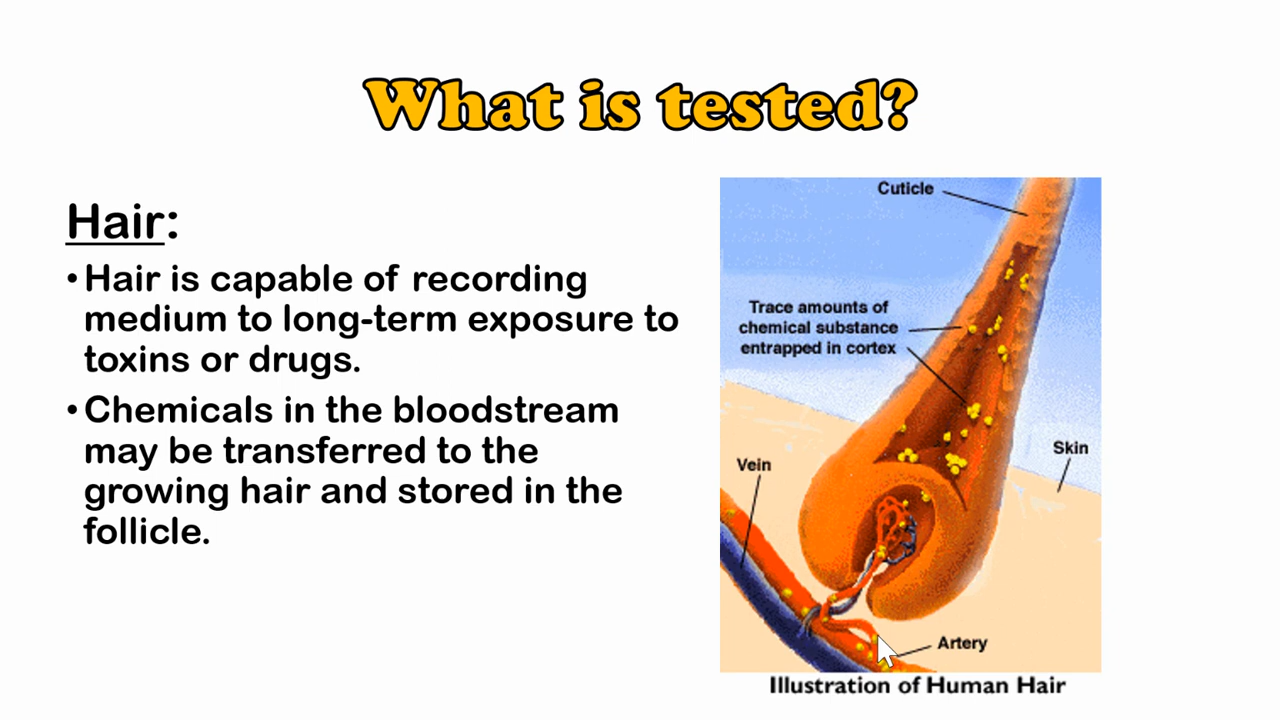 What is tested?
Hair:
•Hair is capable of recording
medium to long-term exposure to
toxins or drugs.
•Chemicals in the bloodstream
may be transferred to the
growing hair and stored in the
follicle.
Cuticle
Trace amounts of
chemical substance
entrapped in cortex
Skin
Vein
Artery
Illustration of Human Hair